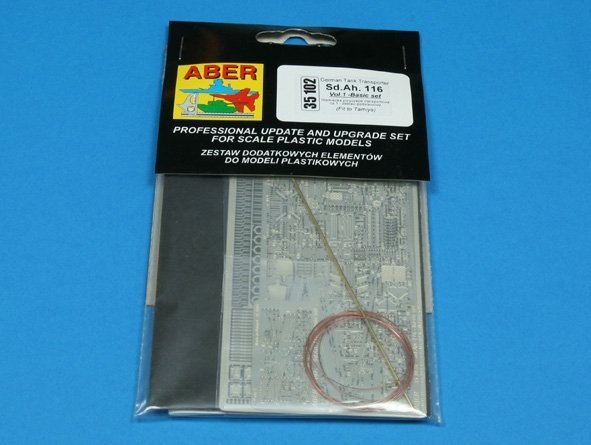 ABER
35 102
German Tank Transporter
Sd.Ah. 116
Vol.1 -Basic set
(Fit to Tamiya)
PROFESSIONAL UPDATE AND UPGRADE SET
FOR SCALE PLASTIC MODELS
ZESTAW DODATKOWYCH ELEMENTÓW
DO MODELI PLASTIKOWYCH